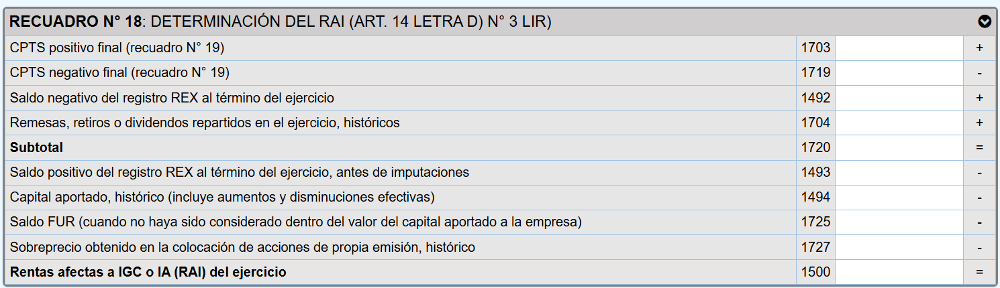 RECUADRO N° 18: DETERMINACIÓN DEL RAI (ART. 14 LETRA D) N° 3 LIR)
CPTS positivo final (recuadro N° 19) 1703 +
CPTS negativo final (recuadro N° 19) 1719 -
Saldo negativo del registro REX al término del ejercicio 1492 +
Remesas, retiros o dividendos repartidos en el ejercicio, históricos 1704 +
Subtotal 1720 =
Saldo positivo del registro REX al término del ejercicio, antes de imputaciones 1493 -
Capital aportado, histórico (incluye aumentos y disminuciones efectivas) 1494 -
Saldo FUR (cuando no haya sido considerado dentro del valor del capital aportado a la empresa) 1725 -
Sobreprecio obtenido en la colocación de acciones de propia emisión, histórico 1727 -
Rentas afectas a IGC o IA (RAI) del ejercicio 1500 =